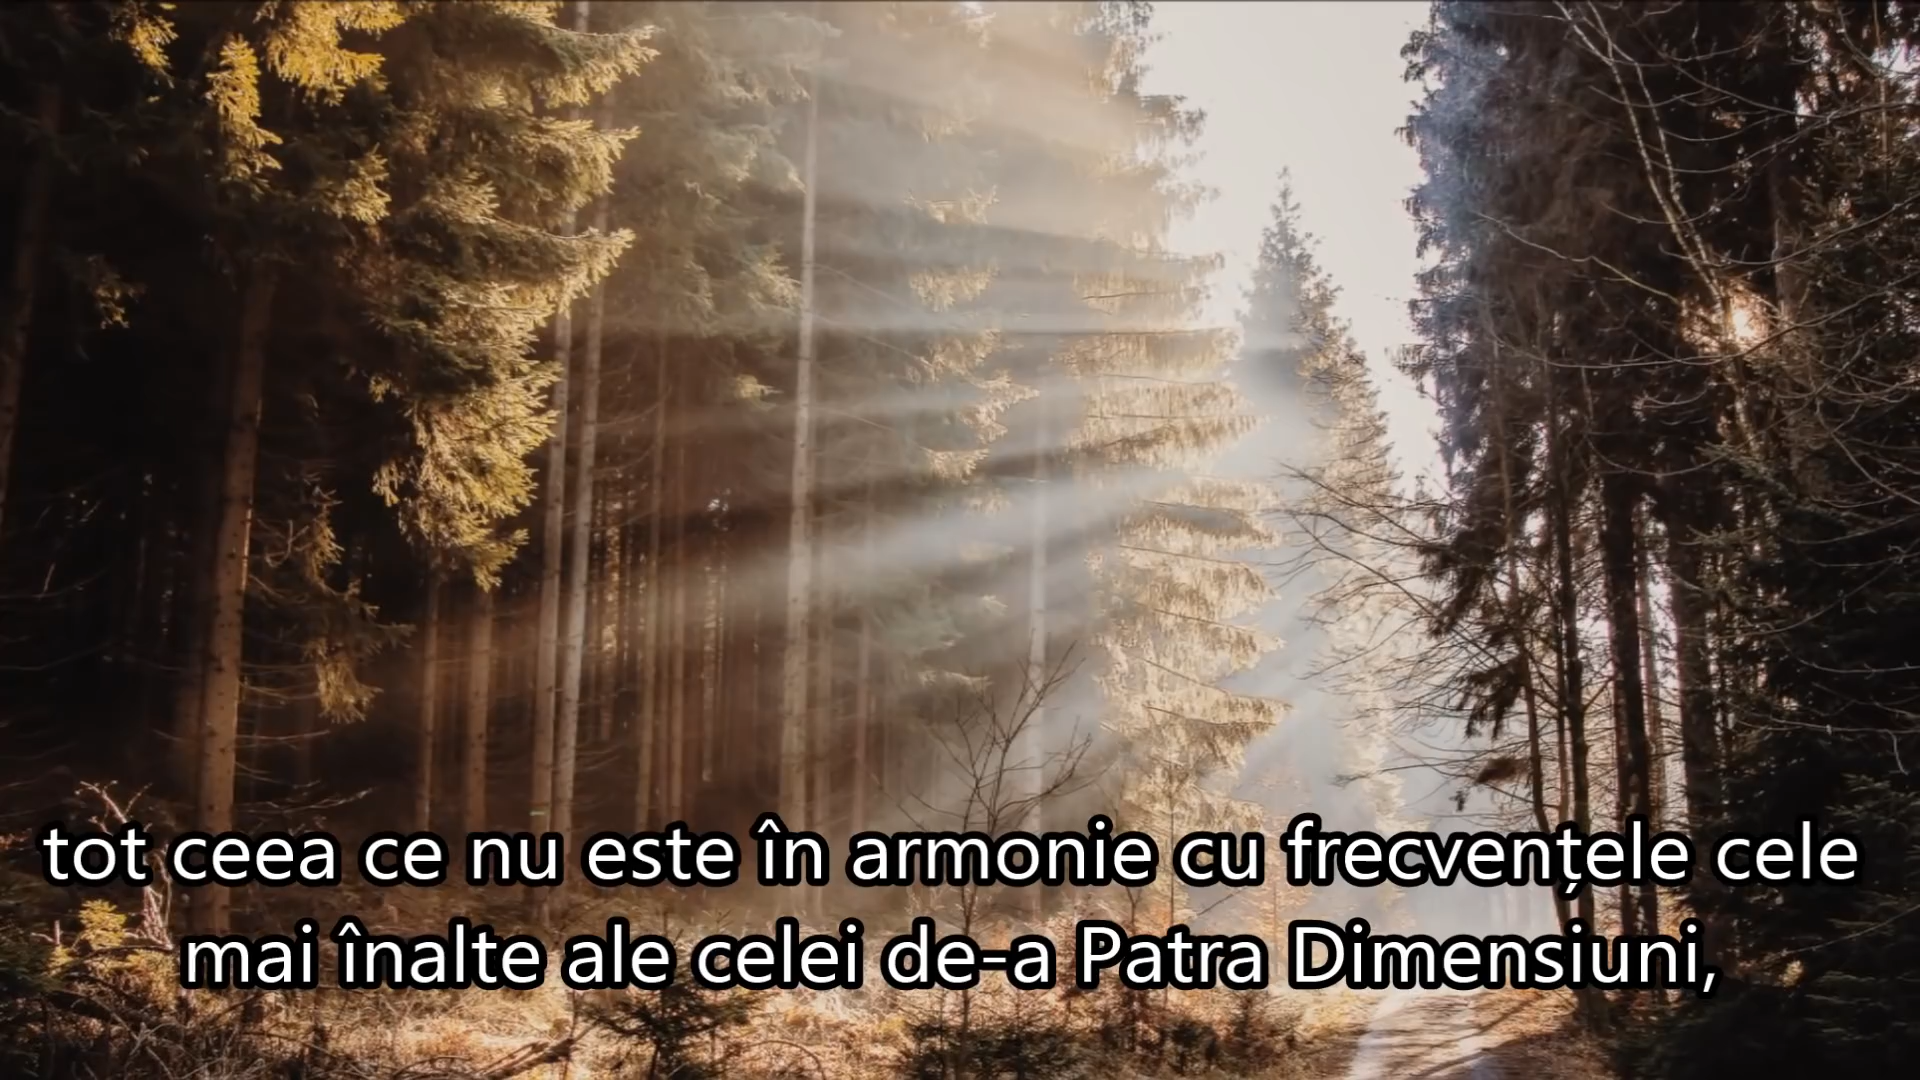 tot ceea ce nu este în armonie cu frecvențele cele
mai înalte ale celei de-a Patra Dimensiuni,